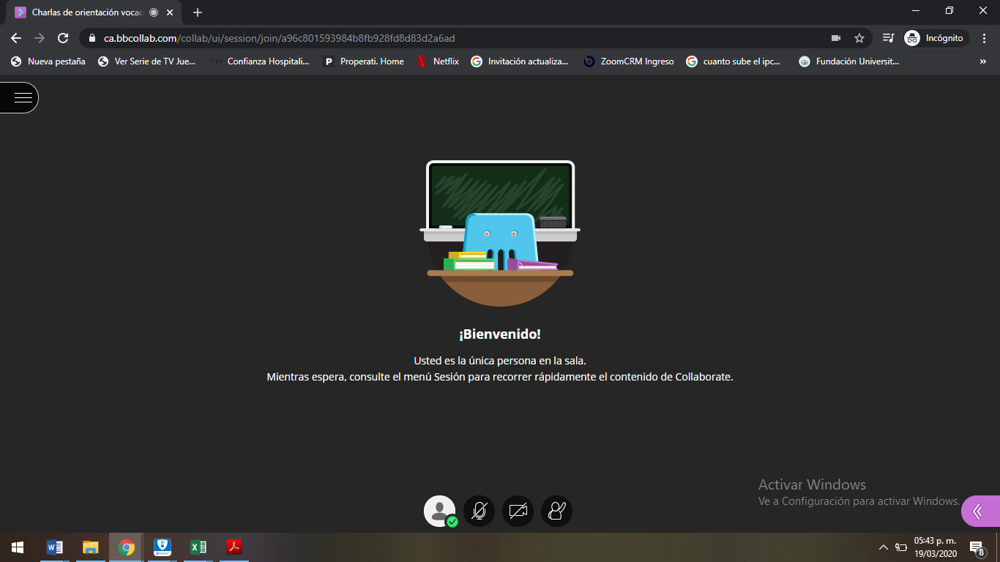 Charlas de orientación vocac
ca.bbcollab.com/collab/ui/session/join/a96c801593984b8fb928fd8d83d2a6ad
Incógnito
Nueva pestaña
Ver Serie de TV Jue...
TH Confianza Hospitali...
P Properati. Home
N Netflix
G Invitación actualiza...
ZoomCRM Ingreso
G cuanto sube el ipc...
Fundación Universit...
»
¡Bienvenido!
Usted es la única persona en la sala.
Mientras espera, consulte el menú Sesión para recorrer rápidamente el contenido de Collaborate.
Activar Windows
Ve a Configuración para activar Windows.
05:43 p. m.
19/03/2020
8